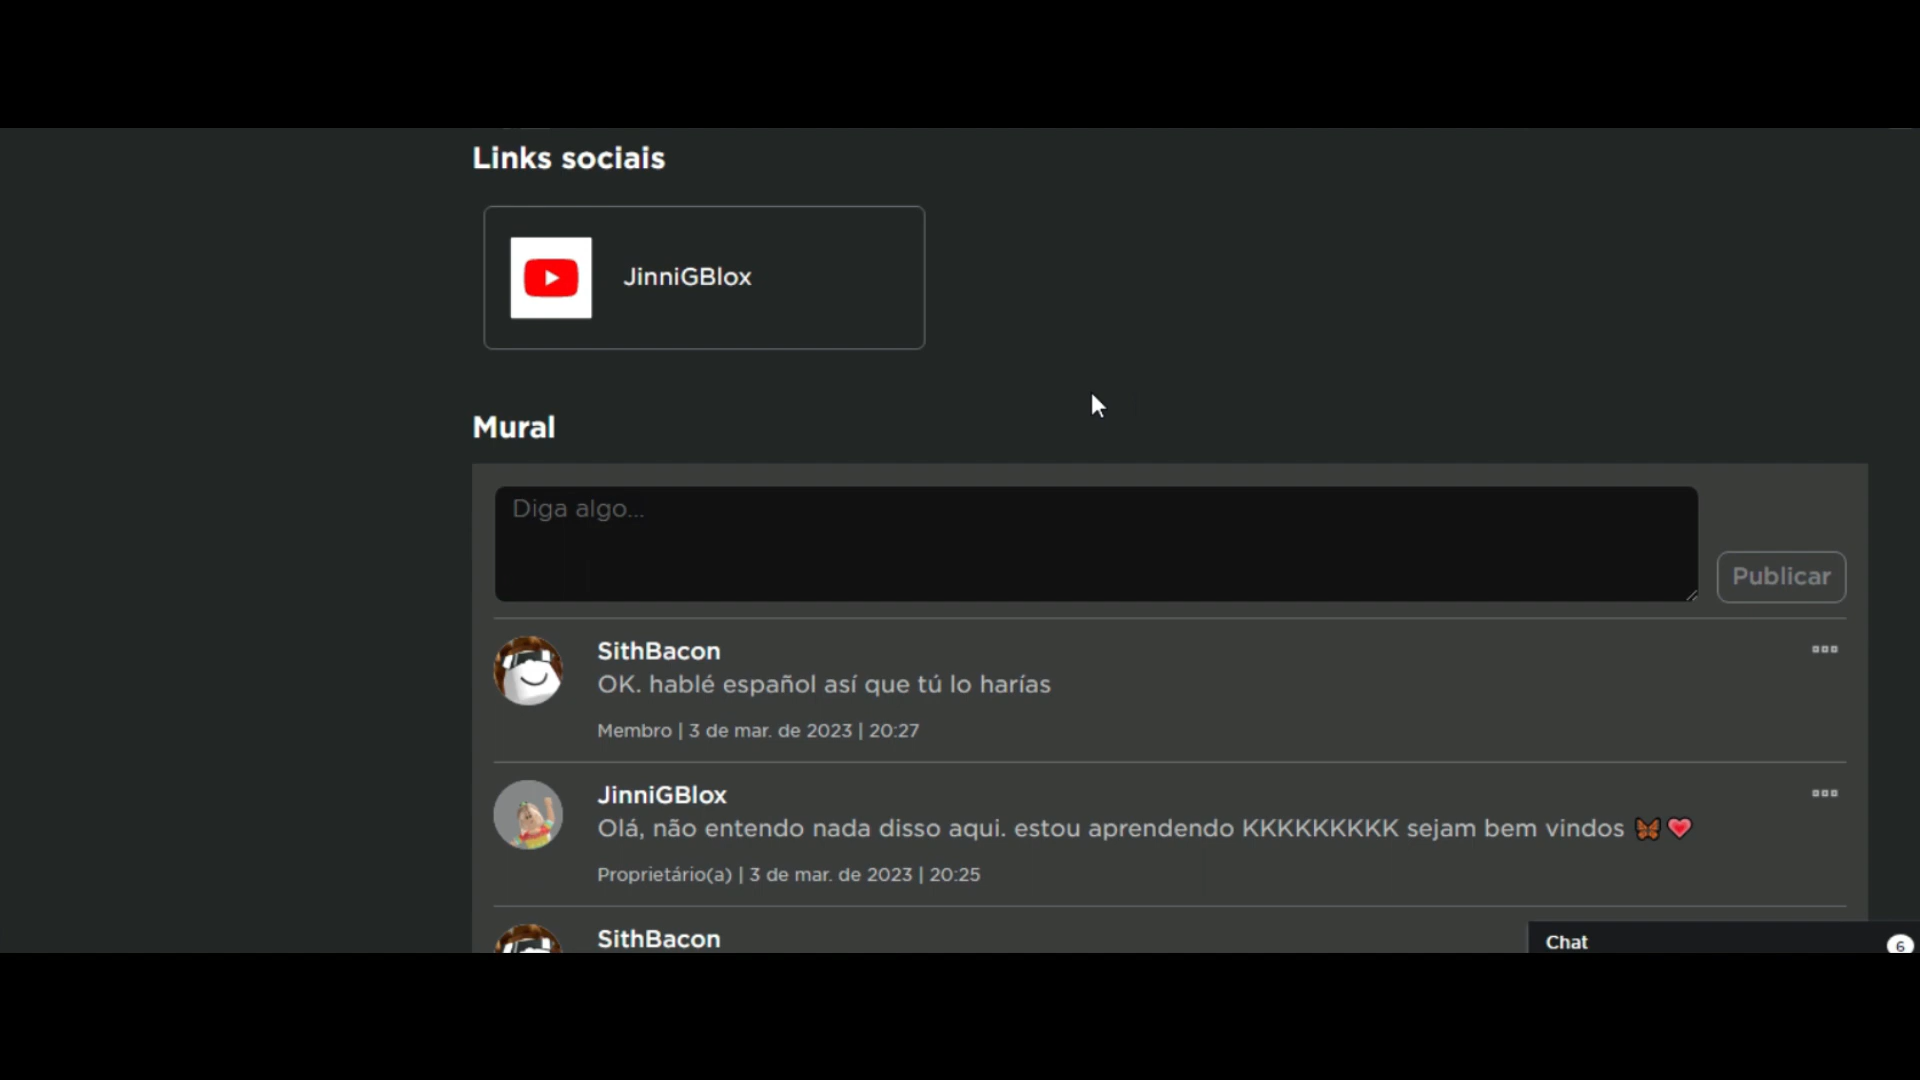 Links sociais
JinniGBlox
Mural
Diga algo...
Publicar
SithBacon
OK. hablé español así que tú lo harías
Membro | 3 de mar. de 2023 | 20:27
JinniGBlox
Olá, não entendo nada disso aqui. estou aprendendo KKKKKKKKK sejam bem vindos 🦋💗
Proprietário(a) | 3 de mar. de 2023 | 20:25
SithBacon
Chat
6